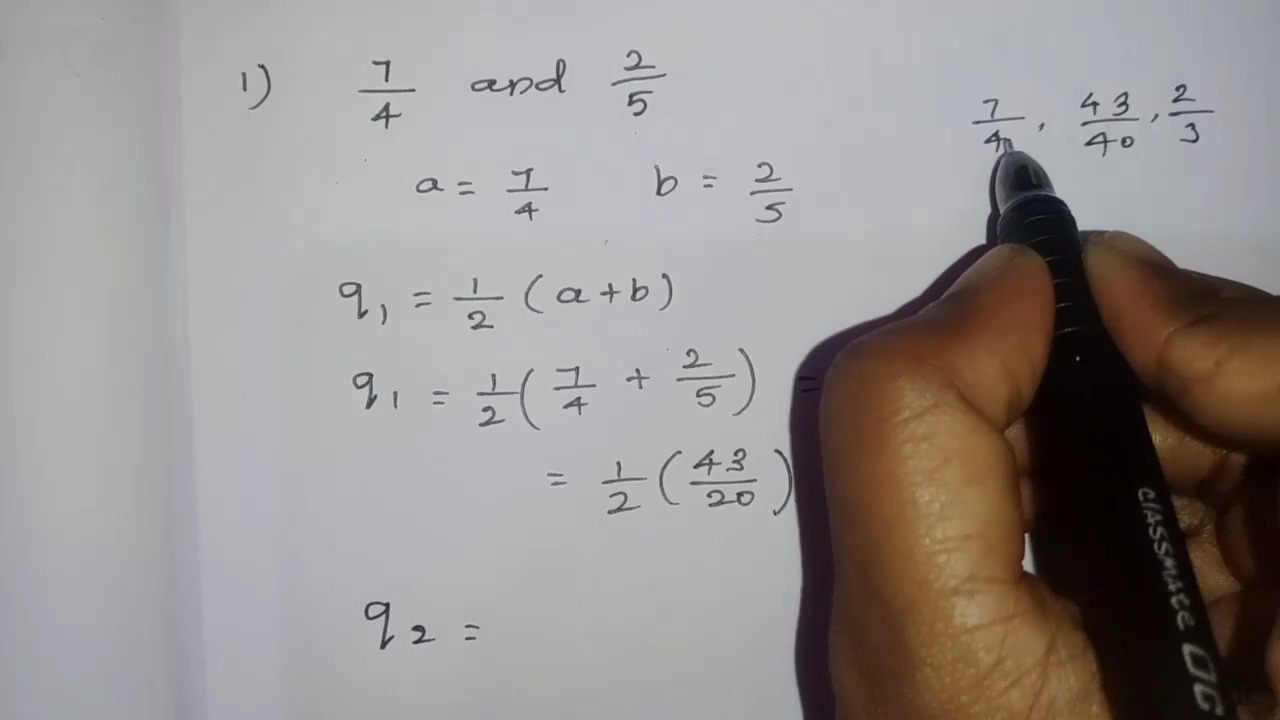 1) 7/4 and 2/5
7/4, 43/40, 2/3
a = 7/4 b = 2/5
q₁ = 1/2 (a+b)
q₁ = 1/2 (7/4 + 2/5) =
= 1/2 (43/20)
q₂ =
classmate OC